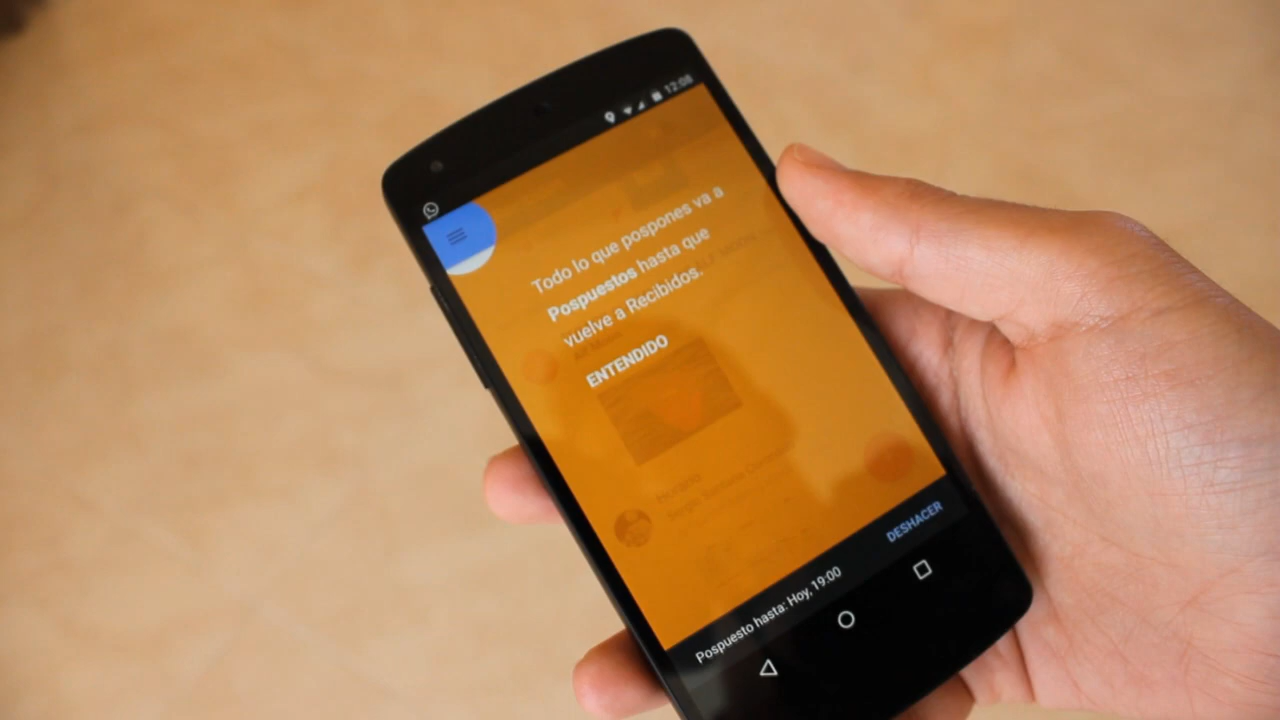 12:08
Todo lo que pospones va a
Pospuestos hasta que
vuelve a Recibidos.
ENTENDIDO
Pospuesto hasta: Hoy, 19:00
DESHACER